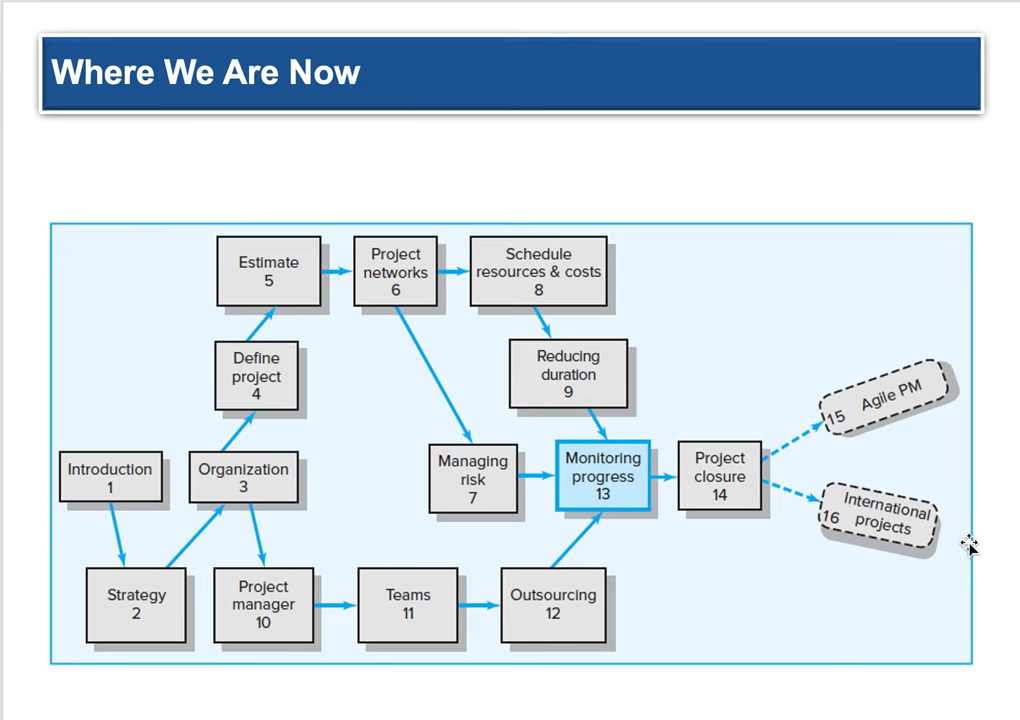 Where We Are Now
Estimate
5
Project
networks
6
Schedule
resources & costs
8
Define
project
4
Reducing
duration
9
15 Agile PM
Introduction
1
Organization
3
Managing
risk
7
Monitoring
progress
13
Project
closure
14
International
16 projects
Strategy
2
Project
manager
10
Teams
11
Outsourcing
12